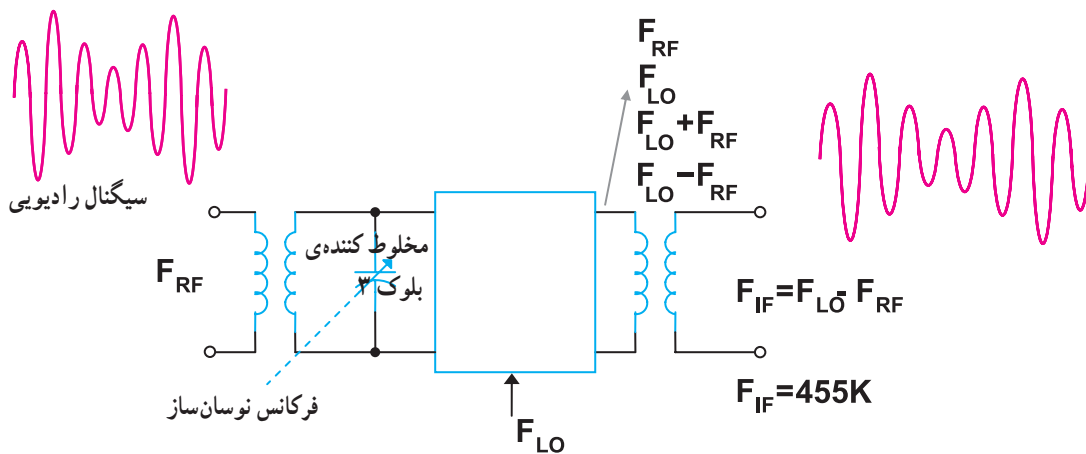 F_RF
F_LO
F_LO+F_RF
F_LO−F_RF
سیگنال رادیویی
مخلوط کننده‌ی
بلوک ۳
F_RF
F_IF=F_LO- F_RF
فرکانس نوسان‌ساز
F_IF=455K
F_LO